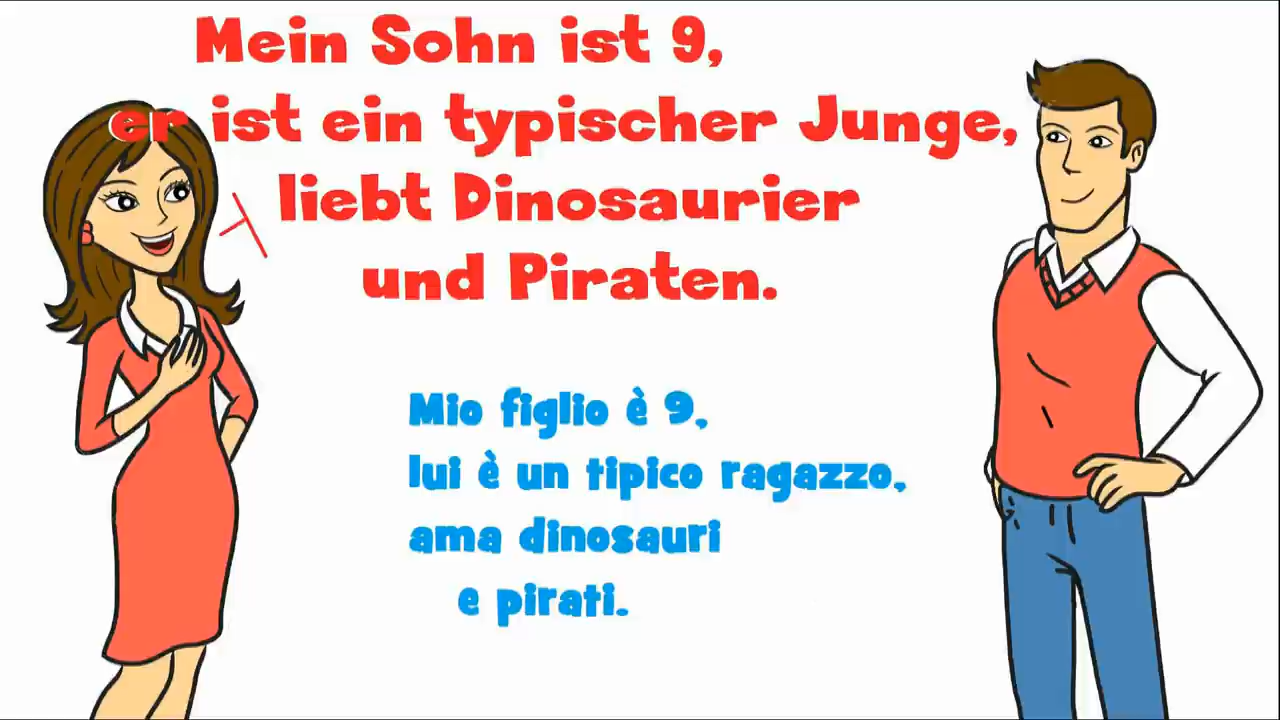 Mein Sohn ist 9,
er ist ein typischer Junge,
liebt Dinosaurier
und Piraten.
Mio figlio è 9,
lui è un tipico ragazzo,
ama dinosauri
e pirati.